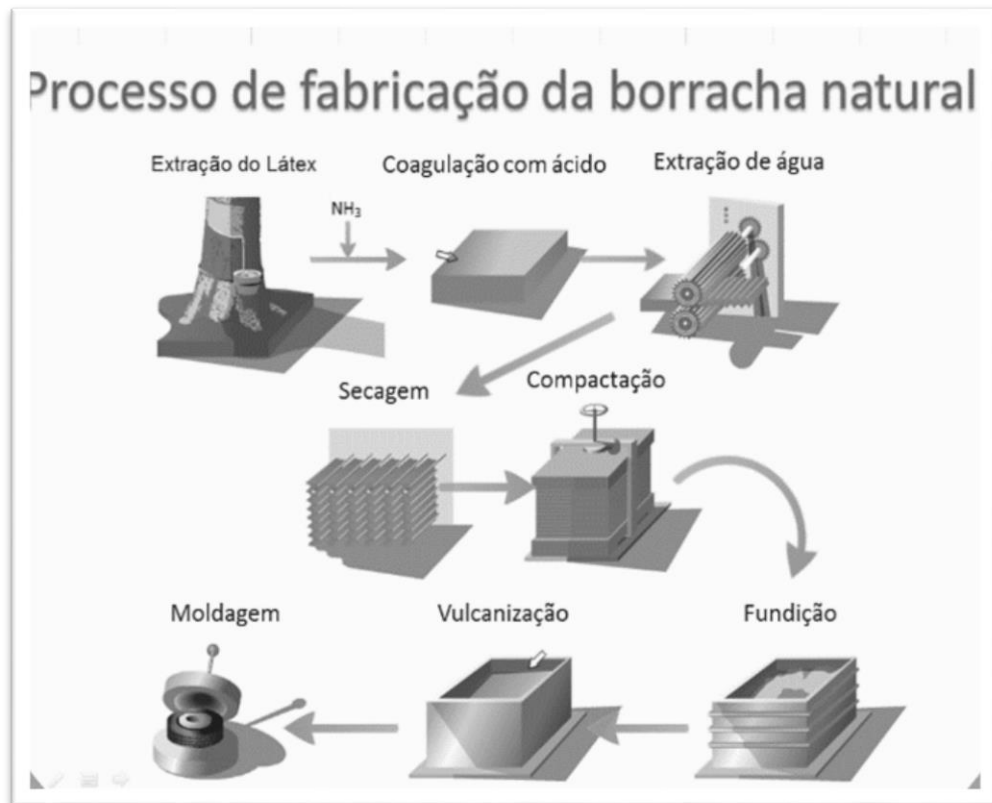 Processo de fabricação da borracha natural
Extração do Látex
Coagulação com ácido
Extração de água
NH₃
Secagem
Compactação
Moldagem
Vulcanização
Fundição